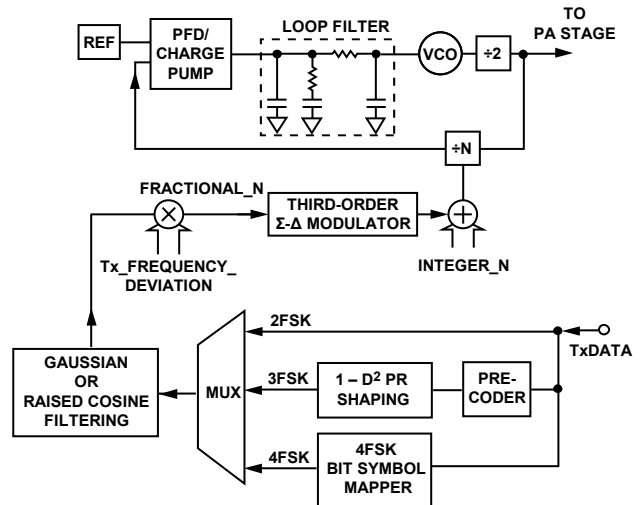 TO
PA STAGE
LOOP FILTER
REF
PFD/
CHARGE
PUMP
VCO
÷2
÷N
FRACTIONAL_N
THIRD-ORDER
Σ-Δ MODULATOR
Tx_FREQUENCY_
DEVIATION
INTEGER_N
2FSK
TxDATA
GAUSSIAN
OR
RAISED COSINE
FILTERING
MUX
3FSK
1 – D² PR
SHAPING
PRE-
CODER
4FSK
4FSK
BIT SYMBOL
MAPPER